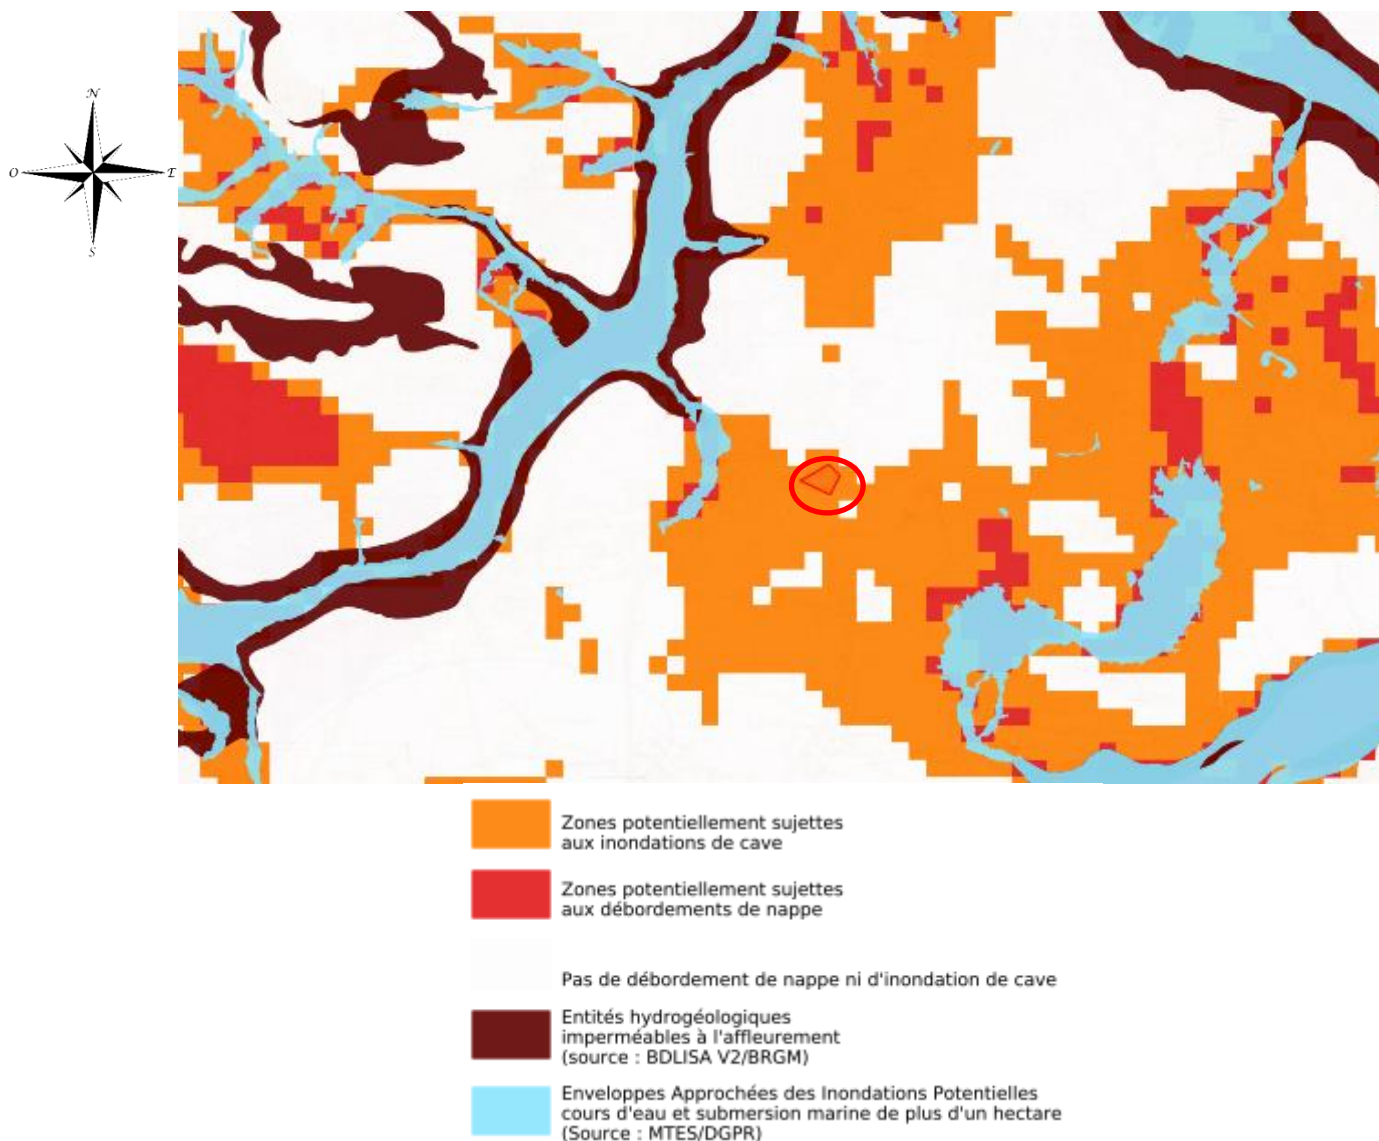 N
O
E
S
Zones potentiellement sujettes
aux inondations de cave
Zones potentiellement sujettes
aux débordements de nappe
Pas de débordement de nappe ni d'inondation de cave
Entités hydrogéologiques
imperméables à l'affleurement
(source : BDLISA V2/BRGM)
Enveloppes Approchées des Inondations Potentielles
cours d'eau et submersion marine de plus d'un hectare
(Source : MTES/DGPR)